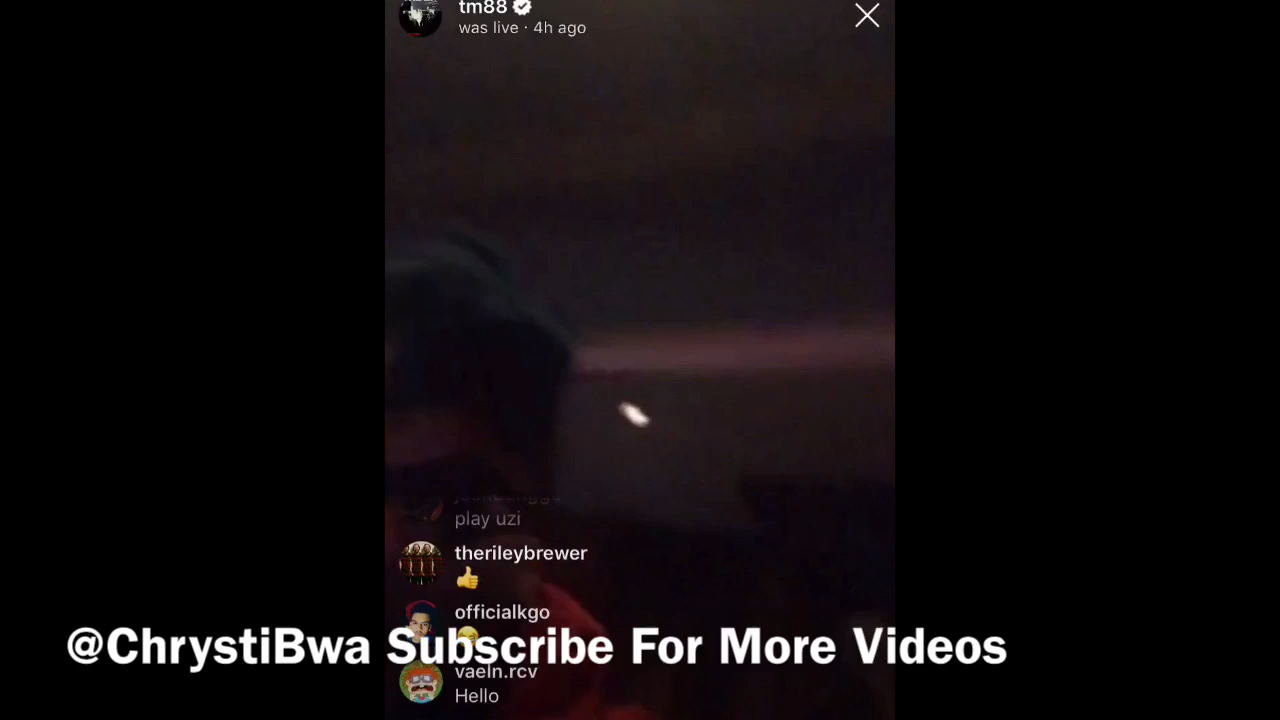 tm88
was live · 4h ago
play uzi
therileybrewer
👍
officialkgo
@ChrystiBwa Subscribe For More Videos
vaeln.rcv
Hello